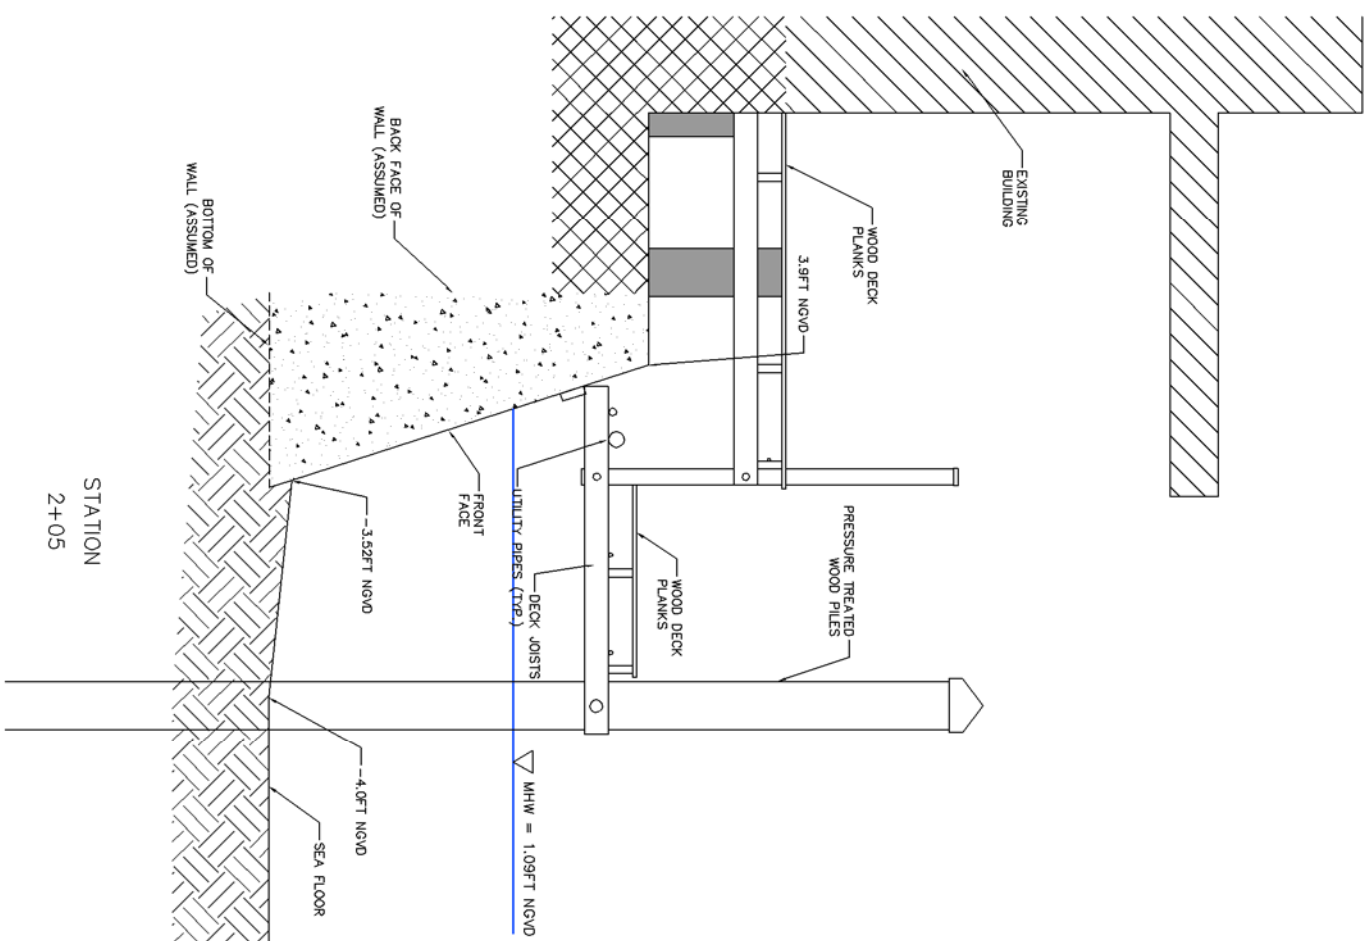 EXISTING
BUILDING
WOOD DECK
PLANKS
3.9FT NGVD
BACK FACE OF
WALL (ASSUMED)
BOTTOM OF
WALL (ASSUMED)
PRESSURE TREATED
WOOD PILES
WOOD DECK
PLANKS
DECK JOISTS
UTILITY PIPES (TYP.)
FRONT
FACE
-3.52FT NGVD
MHW = 1.09FT NGVD
-4.0FT NGVD
SEA FLOOR
STATION
2+05